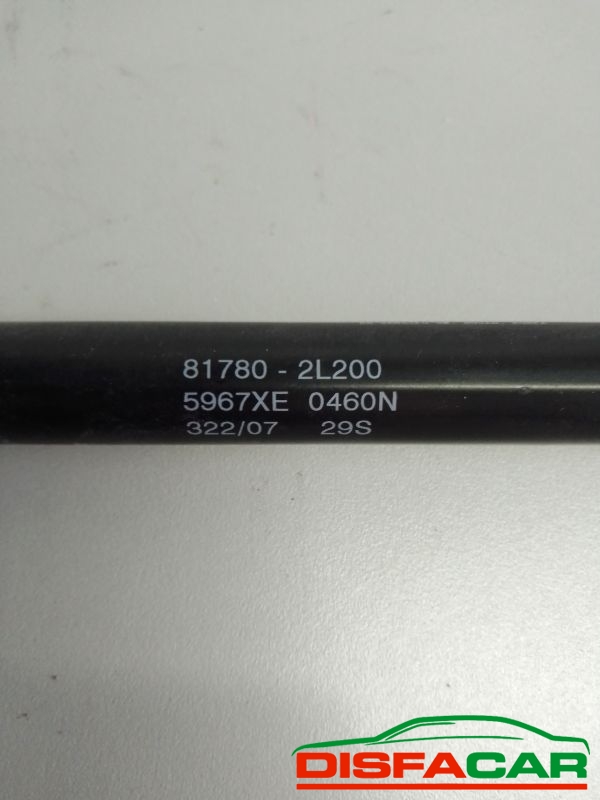 81780 - 2L200
5967XE 0460N
322/07 29S
DISFACAR